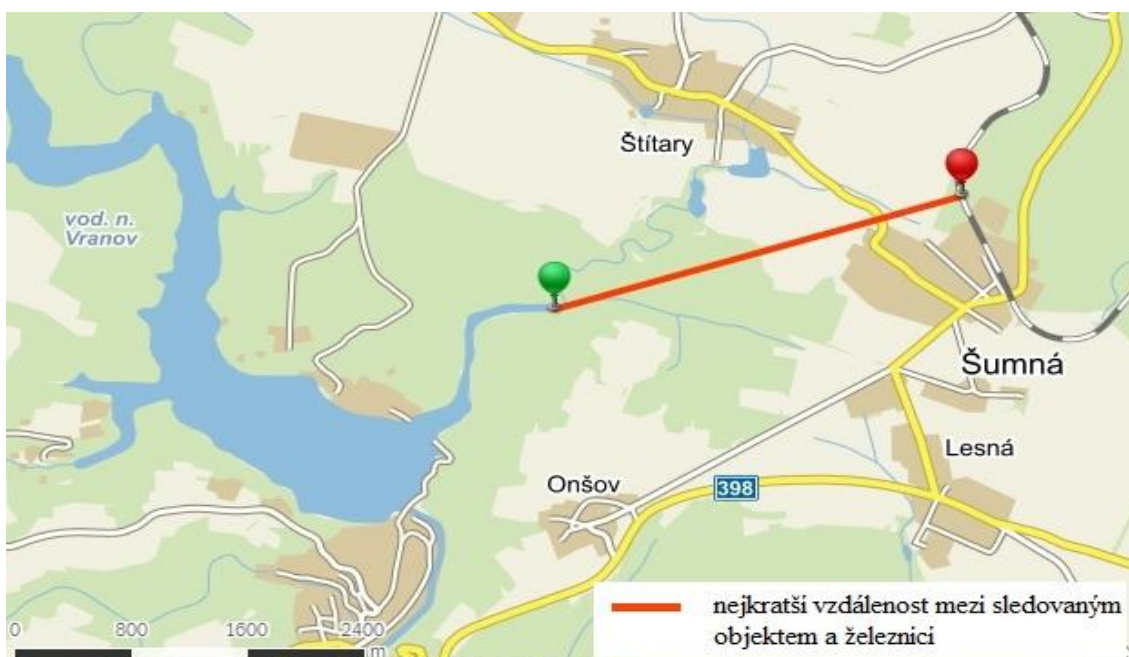 Štítary
vod. n.
Vranov
Šumná
Lesná
Onšov
398
nejkratší vzdálenost mezi sledovaným
objektem a železnicí
0 800 1600 2400
m